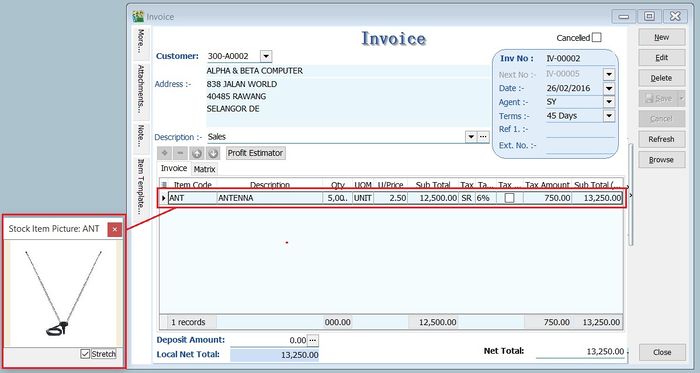 Invoice
Invoice
Cancelled
Customer: 300-A0002
ALPHA & BETA COMPUTER
Address :- 838 JALAN WORLD
40485 RAWANG
SELANGOR DE
Inv No : IV-00002
Next No :- IV-00005
Date :- 26/02/2016
Agent :- SY
Terms : 45 Days
Ref 1. :-
Ext. No. :-
Description :- Sales
Profit Estimator
Invoice Matrix
Item Code Description Qty UOM U/Price Sub Total Tax Ta... Tax ... Tax Amount Sub Total (...
ANT ANTENNA 5,00.. UNIT 2.50 12,500.00 SR 6% 750.00 13,250.00
1 records 000.00 12,500.00 750.00 13,250.00
Deposit Amount: 0.00 ...
Local Net Total: 13,250.00
Net Total: 13,250.00
More...
Attachments...
Note...
Item Template...
New
Edit
Delete
Save
Cancel
Refresh
Browse
Close
Stock Item Picture: ANT
Stretch